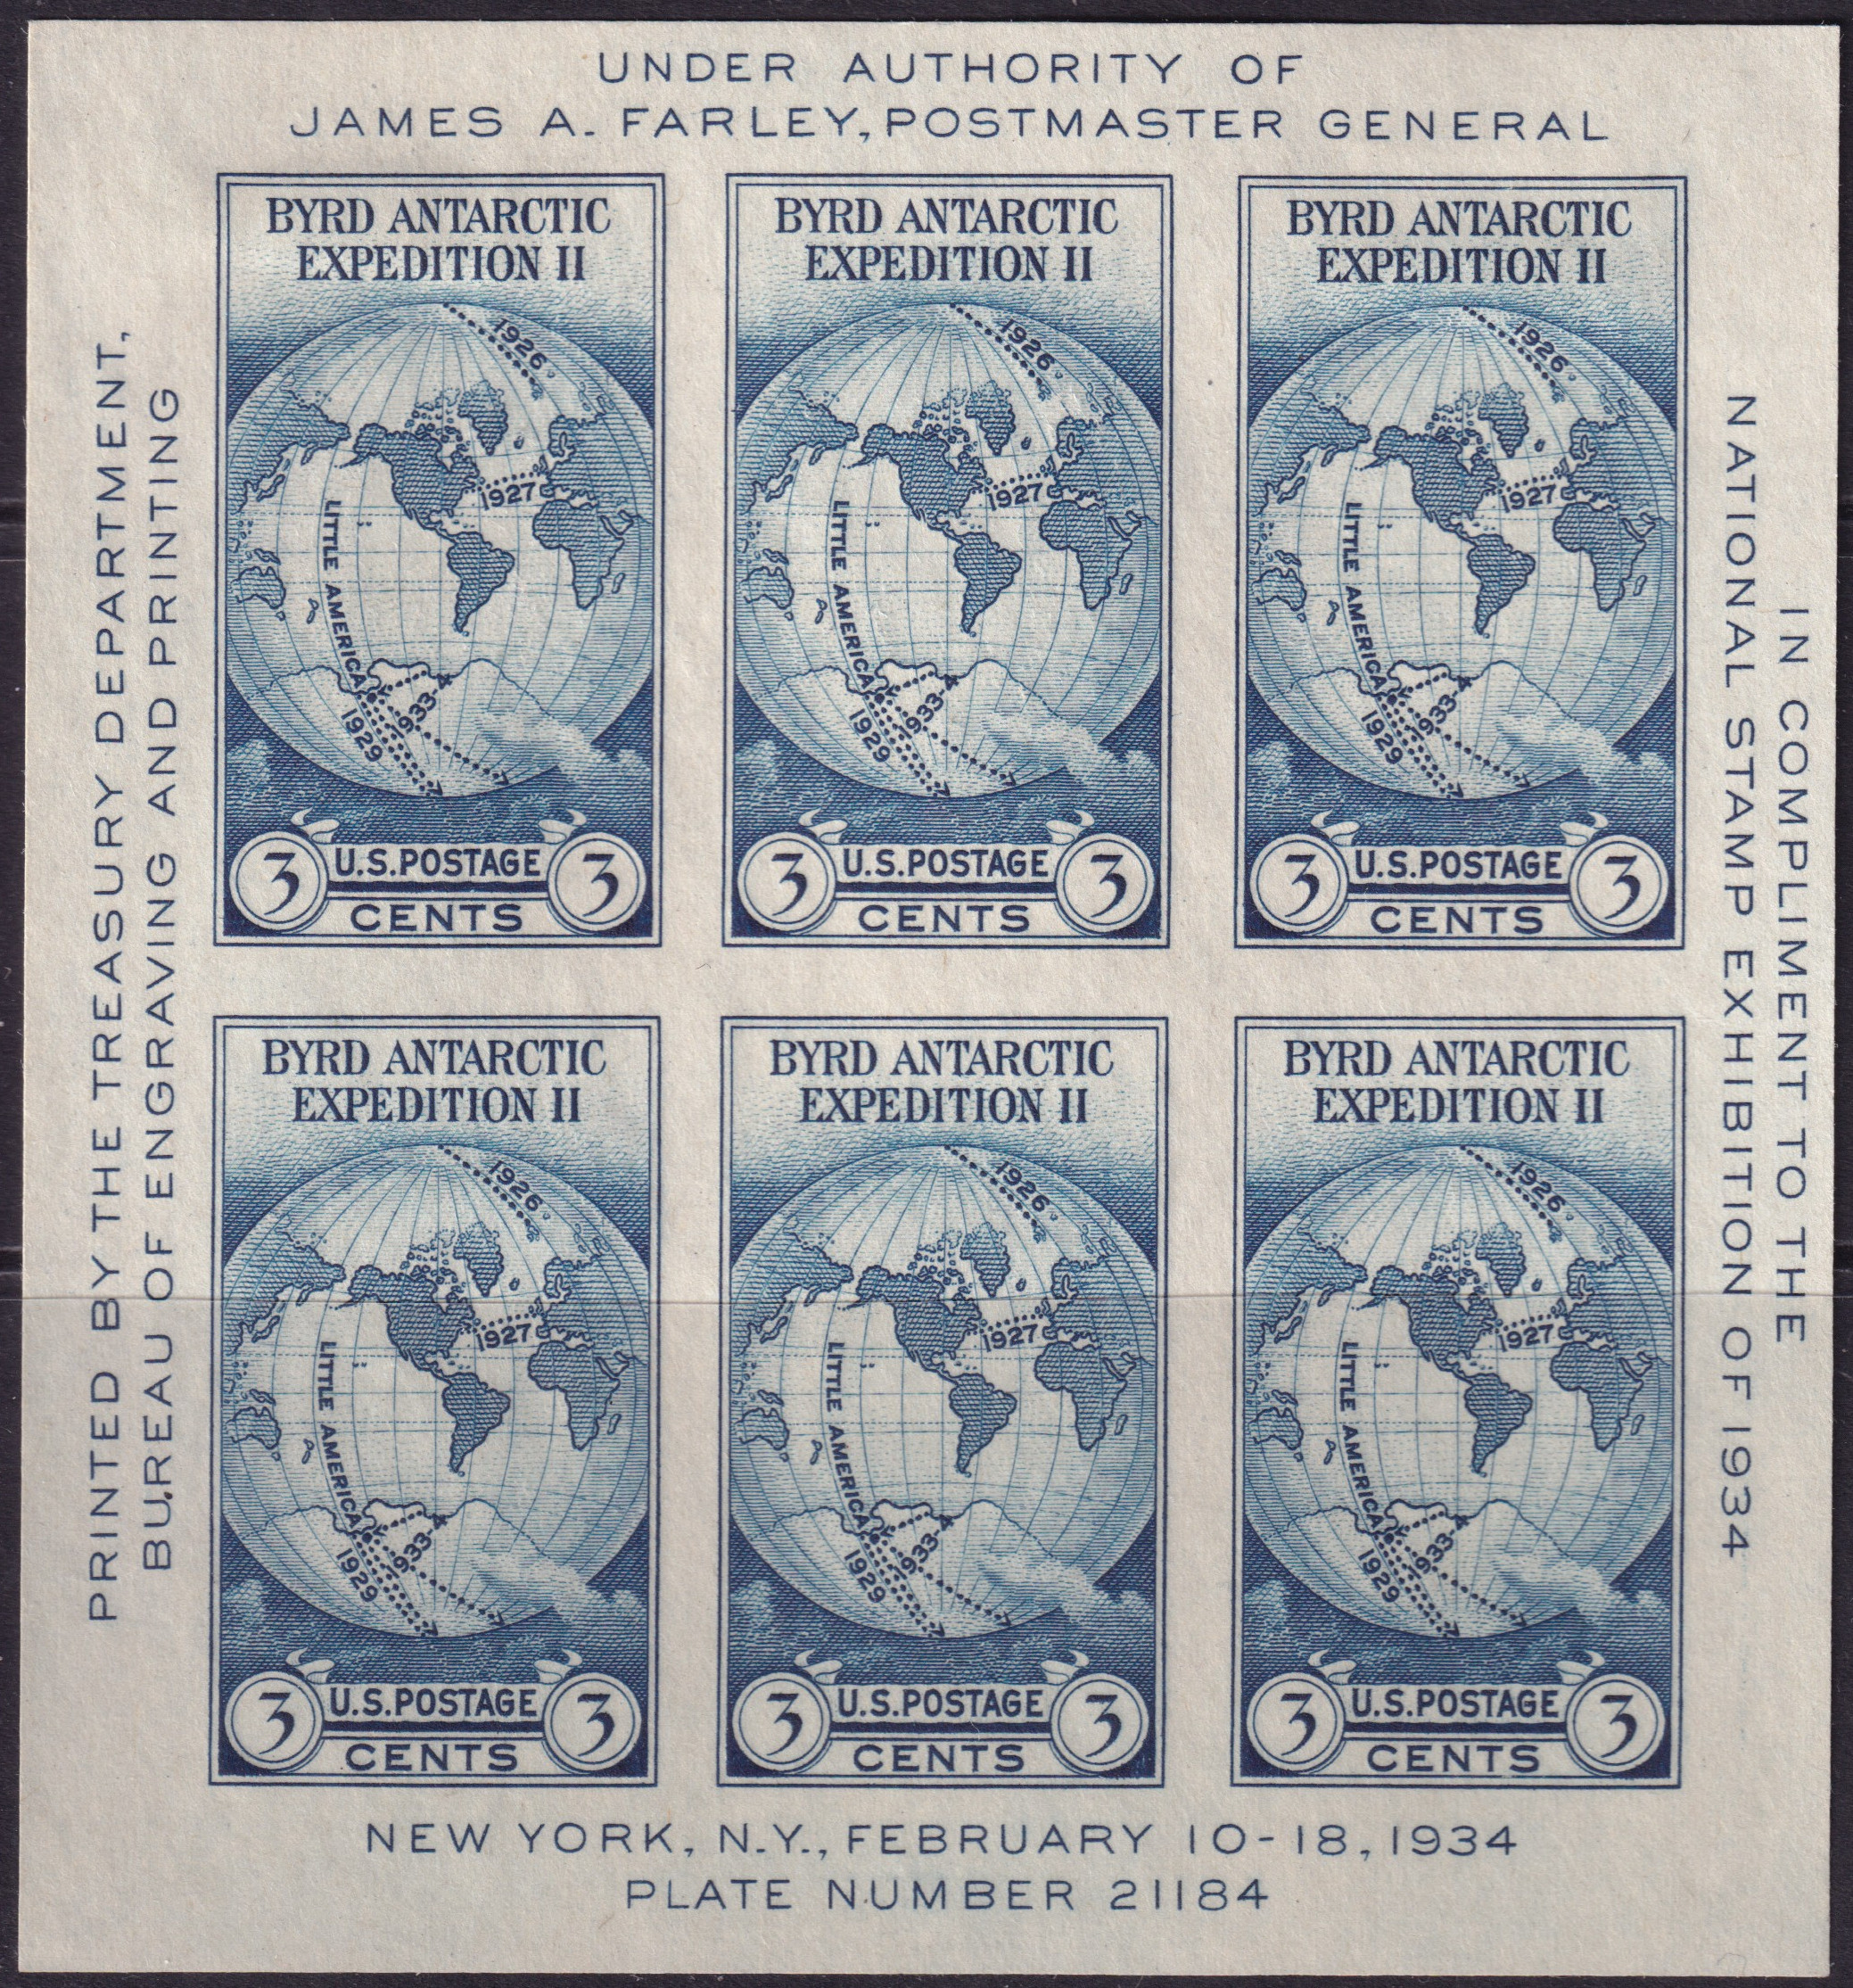 UNDER AUTHORITY OF
JAMES A. FARLEY, POSTMASTER GENERAL
PRINTED BY THE TREASURY DEPARTMENT,
BUREAU OF ENGRAVING AND PRINTING
BYRD ANTARCTIC
EXPEDITION II
1926
1927
LITTLE AMERICA
1933
1929
3 U.S. POSTAGE 3
CENTS
BYRD ANTARCTIC
EXPEDITION II
1926
1927
LITTLE AMERICA
1933
1929
3 U.S. POSTAGE 3
CENTS
BYRD ANTARCTIC
EXPEDITION II
1926
1927
LITTLE AMERICA
1933
1929
3 U.S. POSTAGE 3
CENTS
BYRD ANTARCTIC
EXPEDITION II
1926
1927
LITTLE AMERICA
1933
1929
3 U.S. POSTAGE 3
CENTS
BYRD ANTARCTIC
EXPEDITION II
1926
1927
LITTLE AMERICA
1933
1929
3 U.S. POSTAGE 3
CENTS
BYRD ANTARCTIC
EXPEDITION II
1926
1927
LITTLE AMERICA
1933
1929
3 U.S. POSTAGE 3
CENTS
IN COMPLIMENT TO THE
NATIONAL STAMP EXHIBITION OF 1934
NEW YORK, N.Y., FEBRUARY 10-18, 1934
PLATE NUMBER 21184